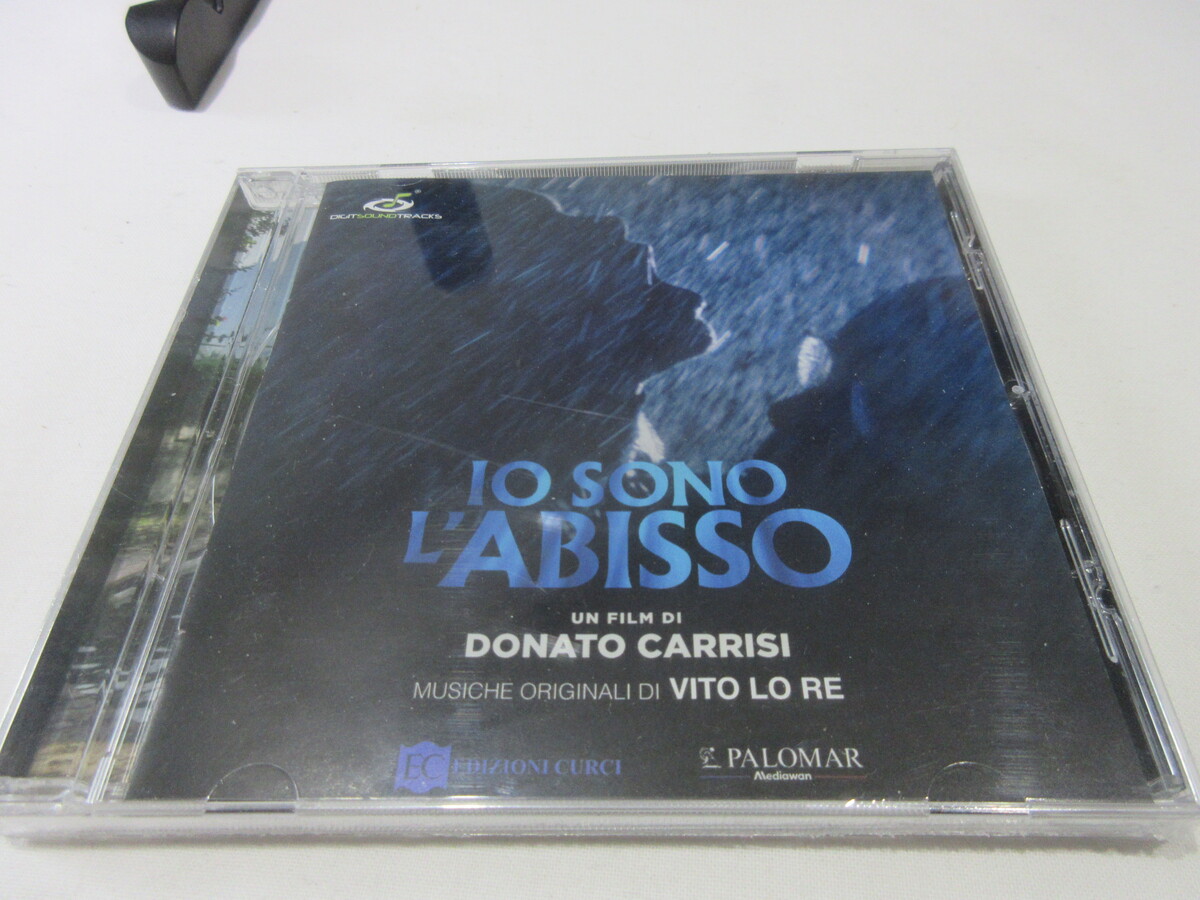 DIGITSOUNDTRACKS
IO SONO
L'ABISSO
UN FILM DI
DONATO CARRISI
MUSICHE ORIGINALI DI VITO LO RE
EC EDIZIONI CURCI
PALOMAR
Mediawan